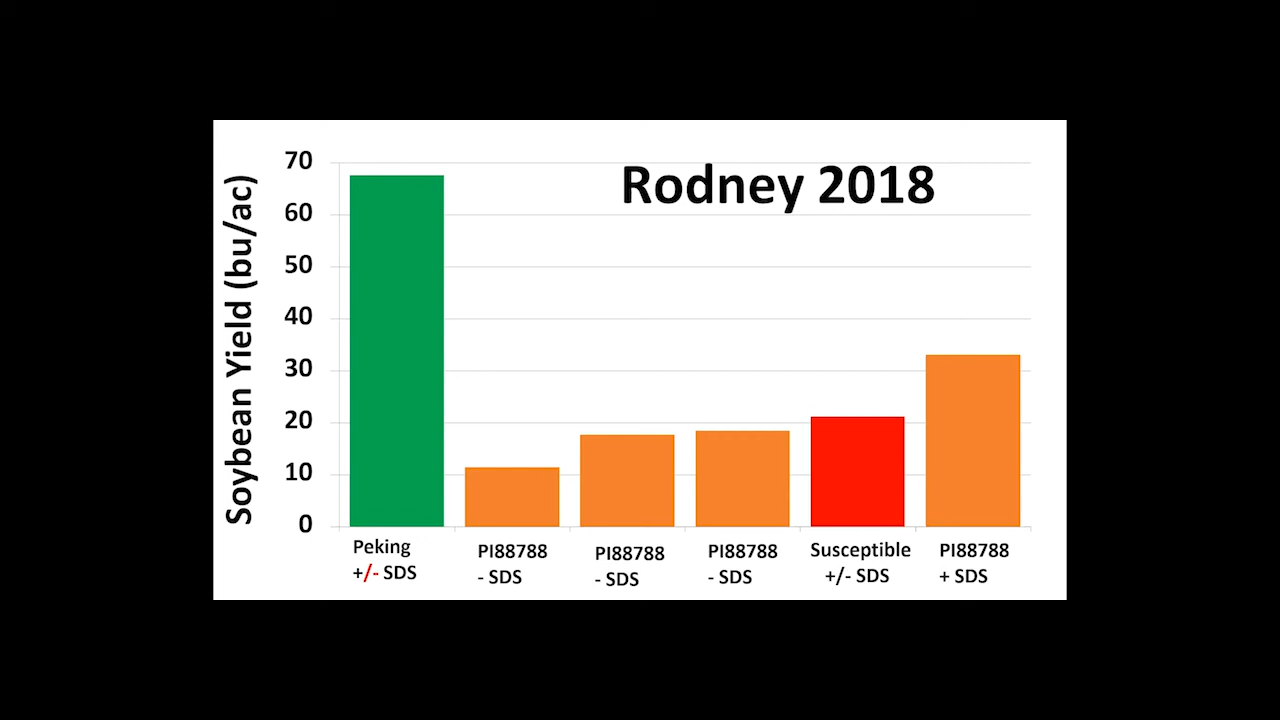 Rodney 2018
Soybean Yield (bu/ac)
70
60
50
40
30
20
10
0
Peking
+/- SDS
PI88788
- SDS
PI88788
- SDS
PI88788
- SDS
Susceptible
+/- SDS
PI88788
+ SDS